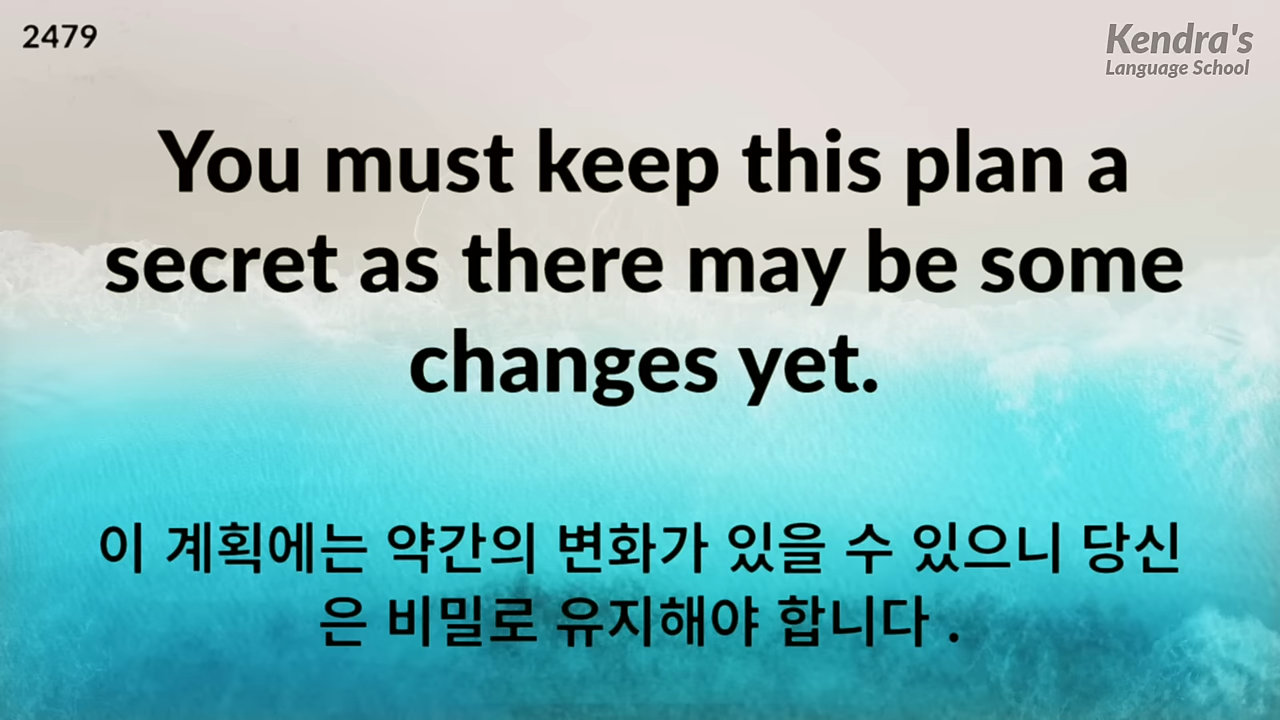 2479
Kendra's
Language School
You must keep this plan a
secret as there may be some
changes yet.
이 계획에는 약간의 변화가 있을 수 있으니 당신
은 비밀로 유지해야 합니다 .